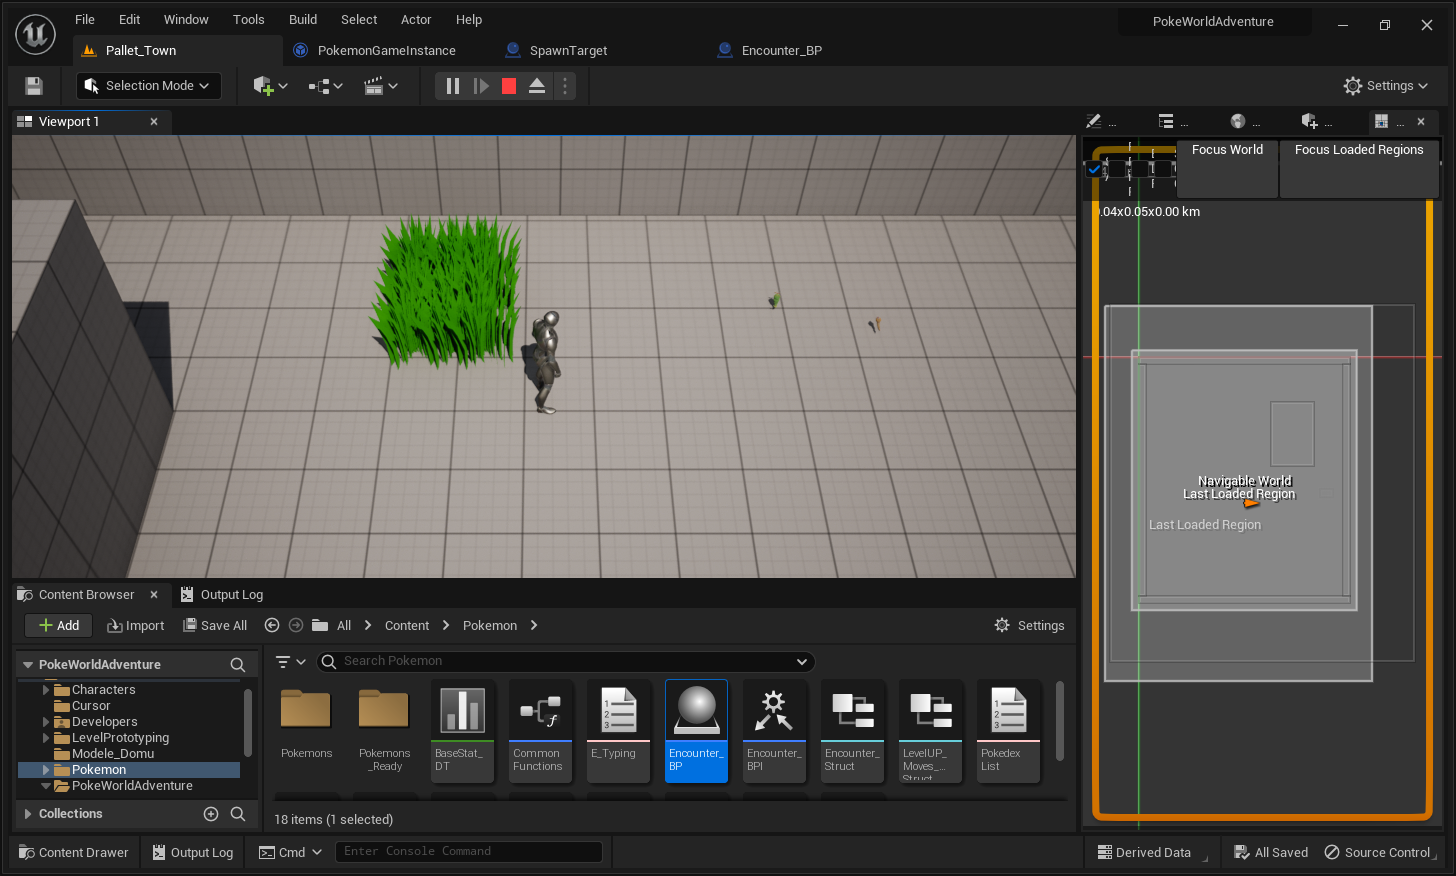 File Edit Window Tools Build Select Actor Help
PokeWorldAdventure
Pallet_Town PokemonGameInstance SpawnTarget Encounter_BP
Selection Mode
Settings
Viewport 1
... ... ... ... ...
Focus World Focus Loaded Regions
.04x0.05x0.00 km
Navigable World
Last Loaded Region
Last Loaded Region
Content Browser Output Log
Add Import Save All All Content Pokemon Settings
PokeWorldAdventure
Search Pokemon
Characters
Cursor
Developers
LevelPrototyping
Modele_Domu
Pokemon
PokeWorldAdventure
Collections
Pokemons
Pokemons
_Ready
BaseStat_
DT
Common
Functions
E_Typing
Encounter_
BP
Encounter_
BPI
Encounter_
Struct
LevelUP_
Moves_...
Struct
Pokedex
List
18 items (1 selected)
Content Drawer Output Log Cmd Enter Console Command Derived Data All Saved Source Control